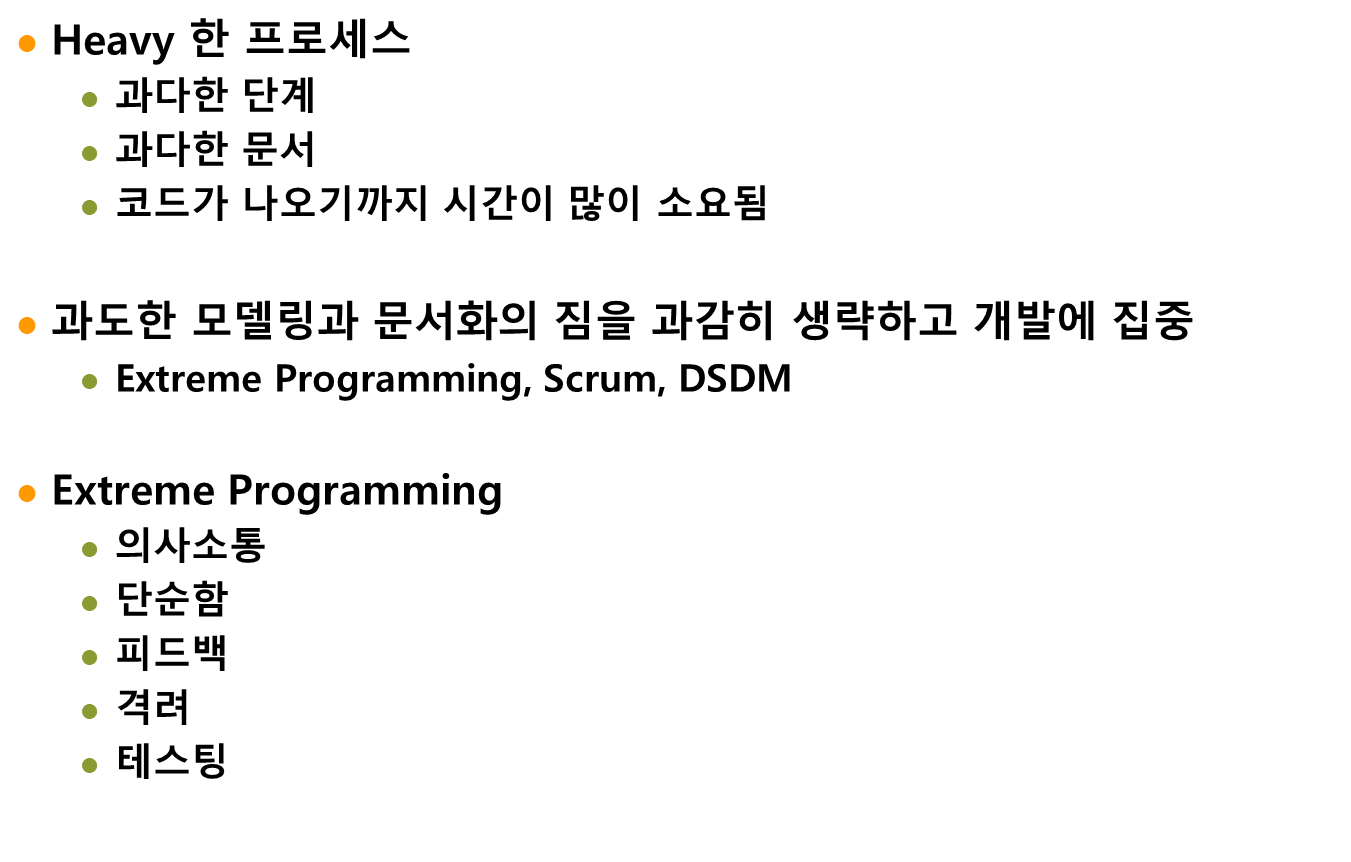 Heavy 한 프로세스
과다한 단계
과다한 문서
코드가 나오기까지 시간이 많이 소요됨
과도한 모델링과 문서화의 짐을 과감히 생략하고 개발에 집중
Extreme Programming, Scrum, DSDM
Extreme Programming
의사소통
단순함
피드백
격려
테스팅